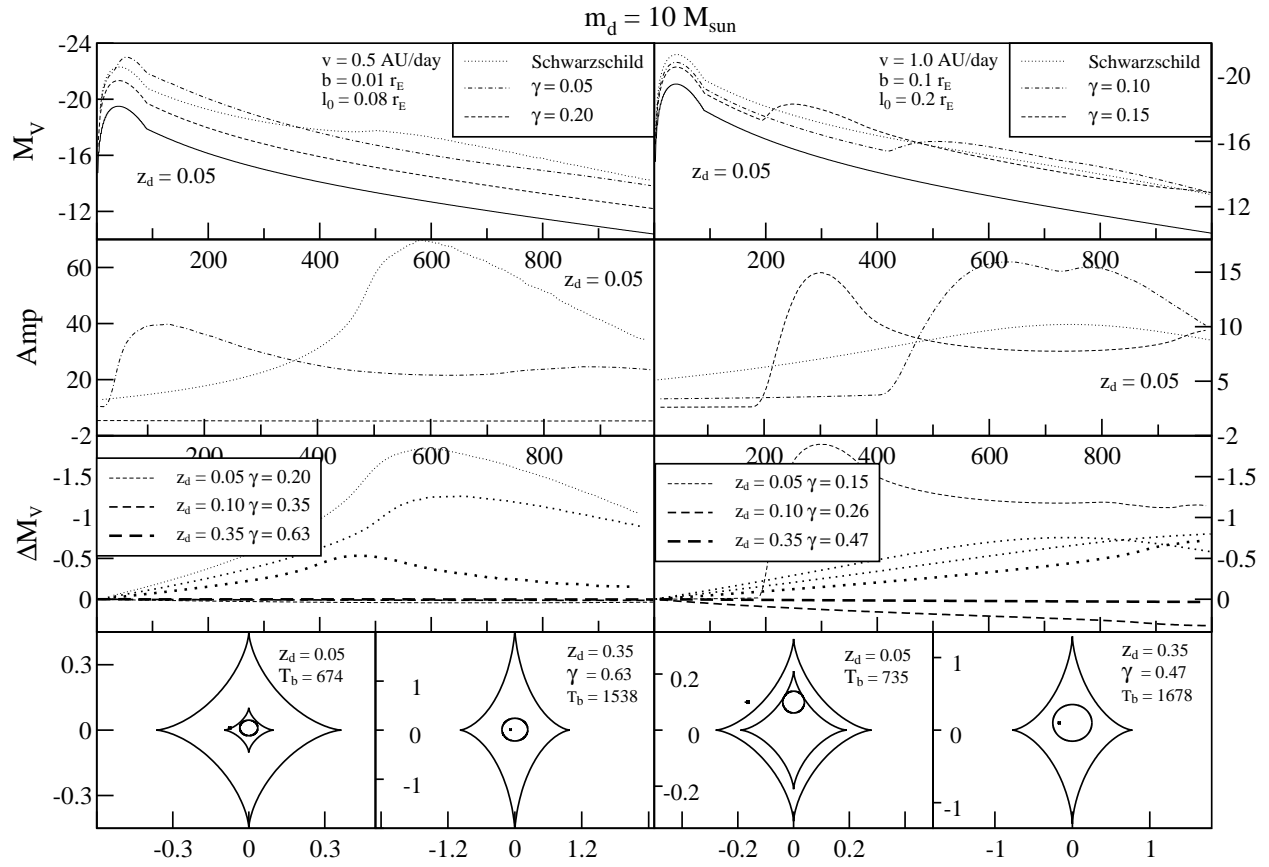 m_d = 10 M_sun
M_V
-24
-20
-16
-12
v = 0.5 AU/day
b = 0.01 r_E
l_0 = 0.08 r_E
Schwarzschild
γ = 0.05
γ = 0.20
z_d = 0.05
v = 1.0 AU/day
b = 0.1 r_E
l_0 = 0.2 r_E
Schwarzschild
γ = 0.10
γ = 0.15
z_d = 0.05
-20
-16
-12
Amp
60
40
20
-2
200 400 600 800
z_d = 0.05
200 400 600 800
z_d = 0.05
15
10
5
-2
ΔM_V
-1.5
-1
-0.5
0
200 400 600 800
z_d = 0.05 γ = 0.20
z_d = 0.10 γ = 0.35
z_d = 0.35 γ = 0.63
200 400 600 800
z_d = 0.05 γ = 0.15
z_d = 0.10 γ = 0.26
z_d = 0.35 γ = 0.47
-1.5
-1
-0.5
0
0.3
0
-0.3
z_d = 0.05
T_b = 674
-0.3 0 0.3
1
0
-1
z_d = 0.35
γ = 0.63
T_b = 1538
-1.2 0 1.2
0.2
0
-0.2
z_d = 0.05
T_b = 735
-0.2 0 0.2
1
0
-1
z_d = 0.35
γ = 0.47
T_b = 1678
-1 0 1